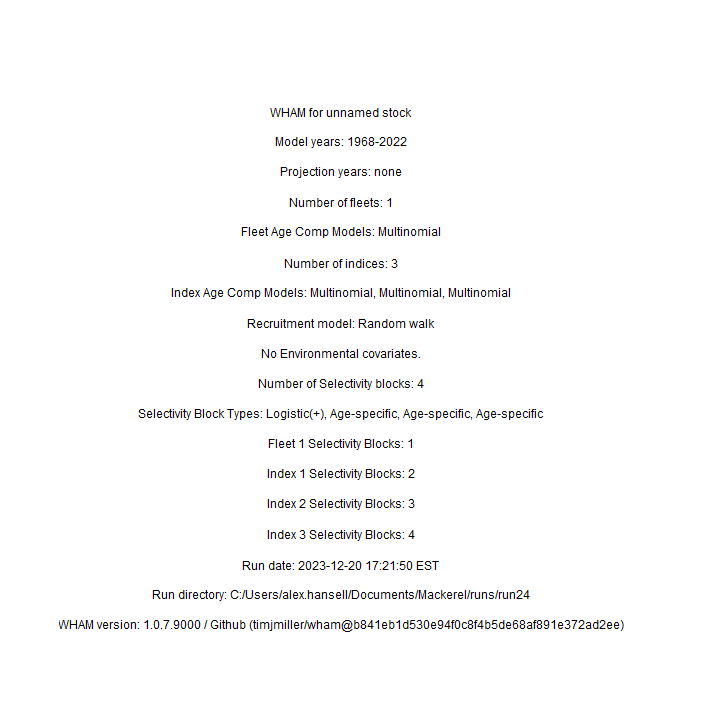 WHAM for unnamed stock
Model years: 1968-2022
Projection years: none
Number of fleets: 1
Fleet Age Comp Models: Multinomial
Number of indices: 3
Index Age Comp Models: Multinomial, Multinomial, Multinomial
Recruitment model: Random walk
No Environmental covariates.
Number of Selectivity blocks: 4
Selectivity Block Types: Logistic(+), Age-specific, Age-specific, Age-specific
Fleet 1 Selectivity Blocks: 1
Index 1 Selectivity Blocks: 2
Index 2 Selectivity Blocks: 3
Index 3 Selectivity Blocks: 4
Run date: 2023-12-20 17:21:50 EST
Run directory: C:/Users/alex.hansell/Documents/Mackerel/runs/run24
WHAM version: 1.0.7.9000 / Github (timjmiller/wham@b841eb1d530e94f0c8f4b5de68af891e372ad2ee)